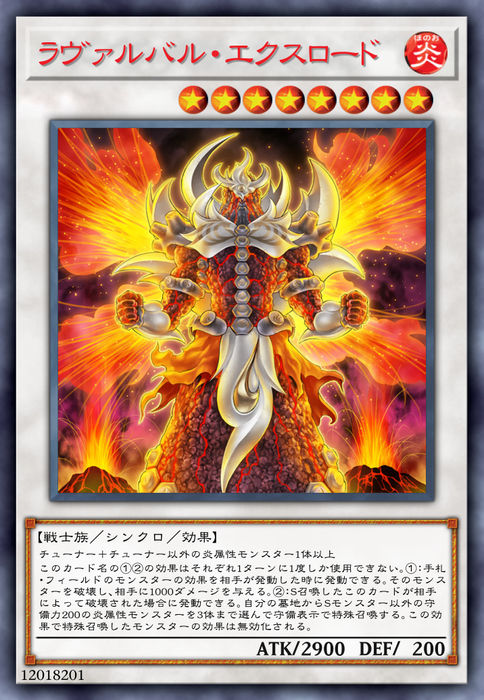 ラヴァルバル・エクスロード
ほのお
炎
【戦士族／シンクロ／効果】
チューナー＋チューナー以外の炎属性モンスター1体以上
このカード名の①②の効果はそれぞれ1ターンに1度しか使用できない。①：手札
・フィールドのモンスターの効果を相手が発動した時に発動できる。そのモンス
ターを破壊し、相手に1000ダメージを与える。②：S召喚したこのカードが相手
によって破壊された場合に発動できる。自分の墓地からSモンスター以外の守
備力200の炎属性モンスターを3体まで選んで守備表示で特殊召喚する。この効
果で特殊召喚したモンスターの効果は無効化される。
ATK/2900 DEF/ 200
12018201